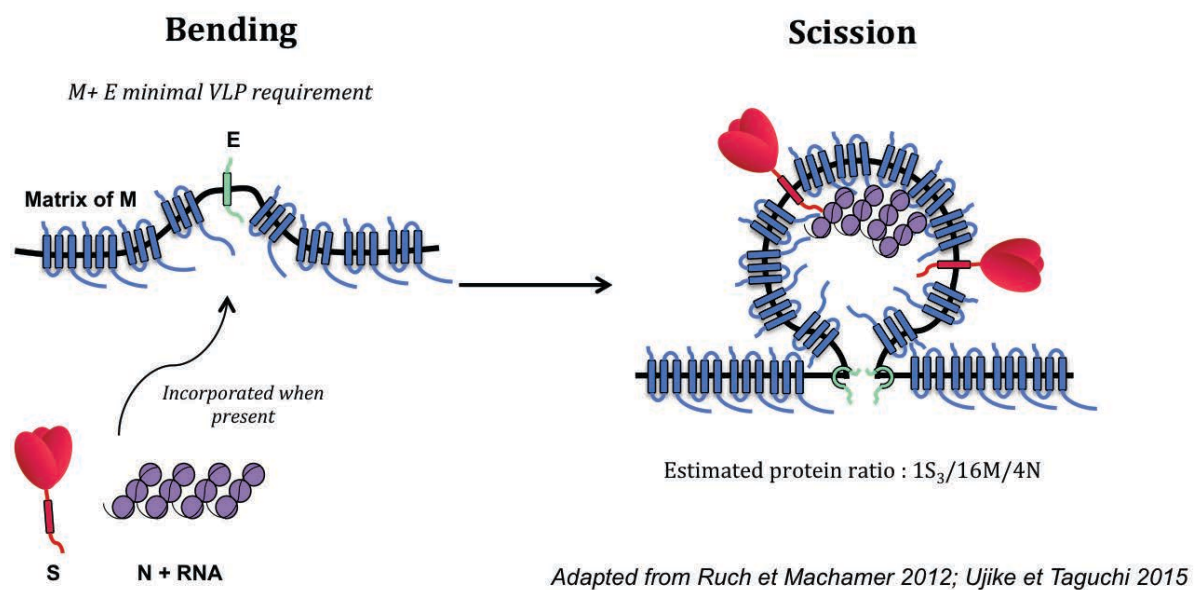 Bending
Scission
M+ E minimal VLP requirement
E
Matrix of M
Incorporated when
present
S
N + RNA
Estimated protein ratio : 1S₃/16M/4N
Adapted from Ruch et Machamer 2012; Ujike et Taguchi 2015